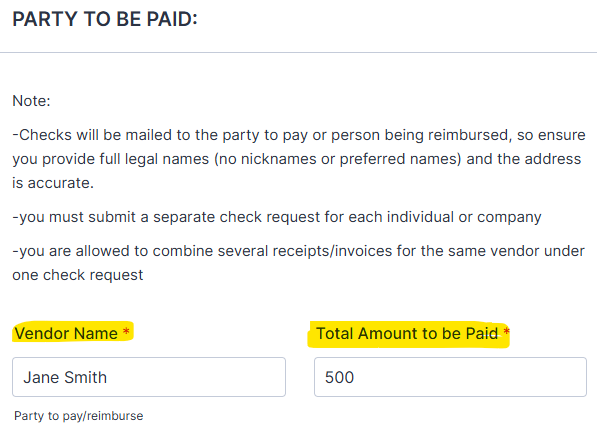 PARTY TO BE PAID:
Note:
-Checks will be mailed to the party to pay or person being reimbursed, so ensure
you provide full legal names (no nicknames or preferred names) and the address
is accurate.
-you must submit a separate check request for each individual or company
-you are allowed to combine several receipts/invoices for the same vendor under
one check request
Vendor Name *
Total Amount to be Paid *
Jane Smith
500
Party to pay/reimburse